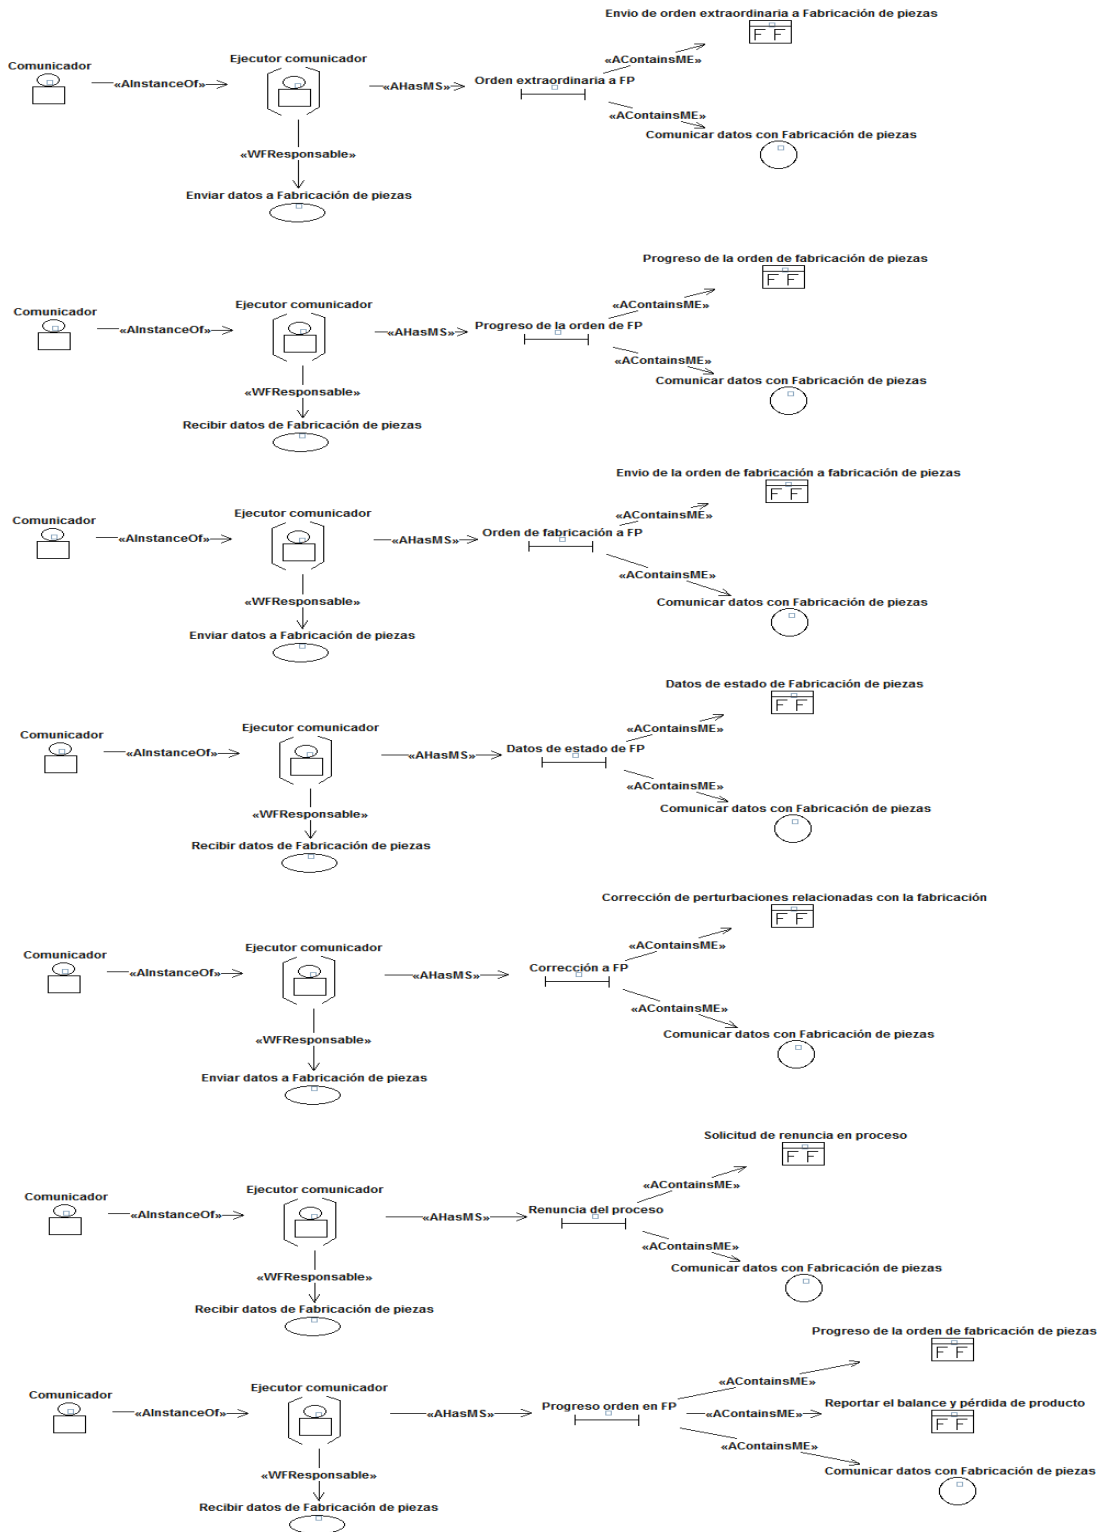 Envio de orden extraordinaria a Fabricación de piezas
F F
Comunicador
Ejecutor comunicador
«AContainsME»
«AInstanceOf»
«AHasMS»
Orden extraordinaria a FP
«AContainsME»
Comunicar datos con Fabricación de piezas
«WFResponsable»
Enviar datos a Fabricación de piezas
Progreso de la orden de fabricación de piezas
F F
Comunicador
Ejecutor comunicador
«AContainsME»
«AInstanceOf»
«AHasMS»
Progreso de la orden de FP
«AContainsME»
Comunicar datos con Fabricación de piezas
«WFResponsable»
Recibir datos de Fabricación de piezas
Envio de la orden de fabricación a fabricación de piezas
F F
Comunicador
Ejecutor comunicador
«AContainsME»
«AInstanceOf»
«AHasMS»
Orden de fabricación a FP
«AContainsME»
Comunicar datos con Fabricación de piezas
«WFResponsable»
Enviar datos a Fabricación de piezas
Datos de estado de Fabricación de piezas
F F
Comunicador
Ejecutor comunicador
«AContainsME»
«AInstanceOf»
«AHasMS»
Datos de estado de FP
«AContainsME»
Comunicar datos con Fabricación de piezas
«WFResponsable»
Recibir datos de Fabricación de piezas
Corrección de perturbaciones relacionadas con la fabricación
F F
Comunicador
Ejecutor comunicador
«AContainsME»
«AInstanceOf»
«AHasMS»
Corrección a FP
«AContainsME»
Comunicar datos con Fabricación de piezas
«WFResponsable»
Enviar datos a Fabricación de piezas
Solicitud de renuncia en proceso
F F
Comunicador
Ejecutor comunicador
«AContainsME»
«AInstanceOf»
«AHasMS»
Renuncia del proceso
«AContainsME»
Comunicar datos con Fabricación de piezas
«WFResponsable»
Recibir datos de Fabricación de piezas
Progreso de la orden de fabricación de piezas
F F
Comunicador
Ejecutor comunicador
«AContainsME»
«AInstanceOf»
«AHasMS»
Progreso orden en FP
«AContainsME»
Reportar el balance y pérdida de producto
F F
«AContainsME»
Comunicar datos con Fabricación de piezas
«WFResponsable»
Recibir datos de Fabricación de piezas